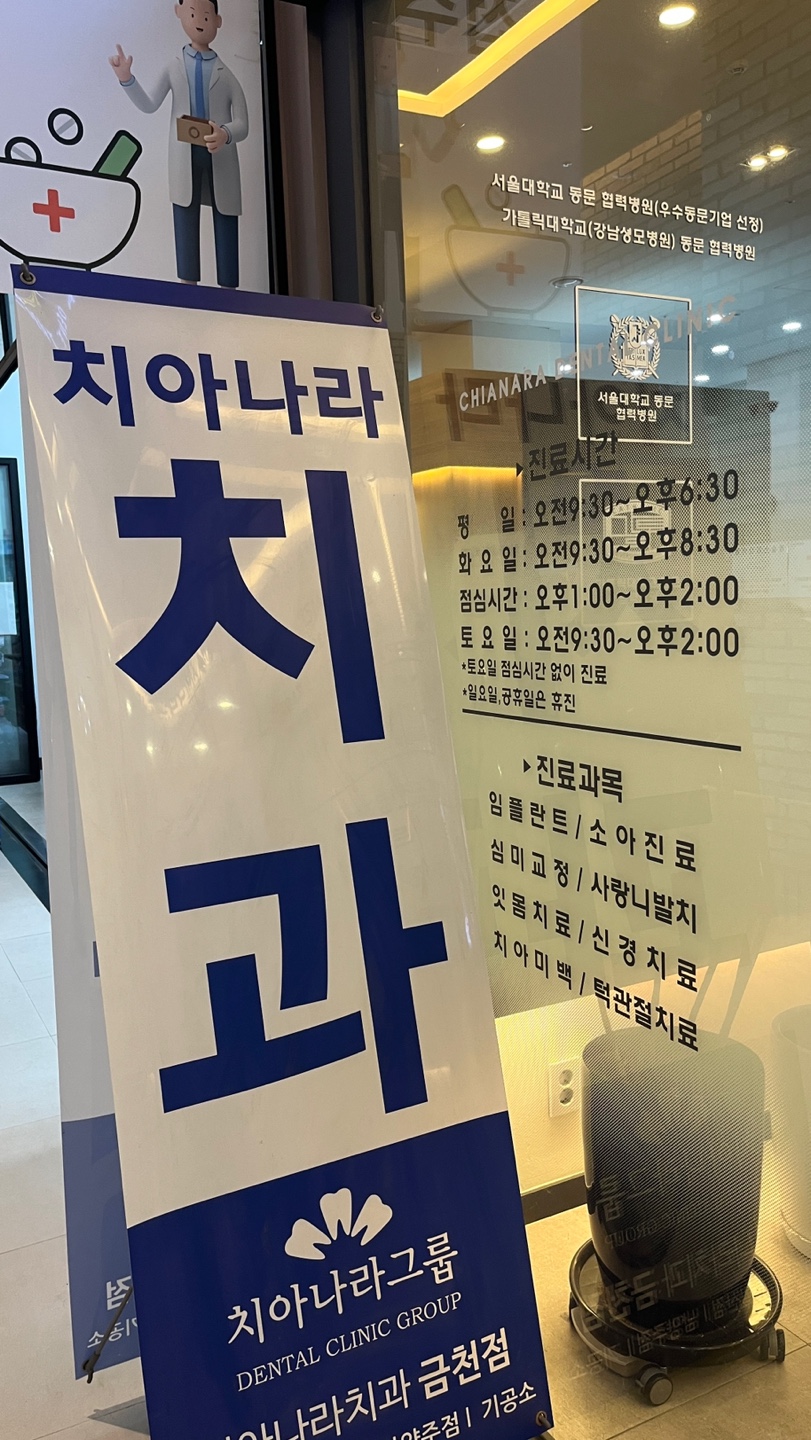 치아나라
치
과
치아나라그룹
DENTAL CLINIC GROUP
아나라치과 금천점
양주점 | 기공소
서울대학교 동문 협력병원(우수동문기업 선정)
가톨릭대학교(강남성모병원) 동문 협력병원
CHIANARA DENTAL CLINIC
서울대학교 동문
협력병원
▶진료시간
평 일 : 오전9:30~오후6:30
화 요 일 : 오전9:30~오후8:30
점심시간 : 오후1:00~오후2:00
토 요 일 : 오전9:30~오후2:00
*토요일 점심시간 없이 진료
*일요일,공휴일은 휴진
▶진료과목
임플란트 / 소아진료
심미교정 / 사랑니발치
잇몸치료 / 신경치료
치아미백 / 턱관절치료